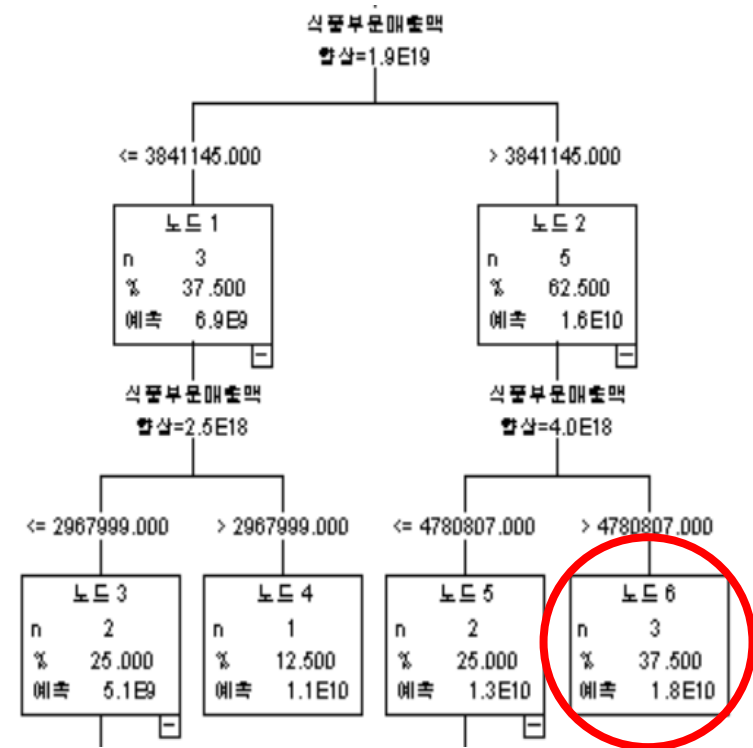 식품부문매출액
향상=1.9E19
<= 3841145.000
> 3841145.000
노드 1
n 3
% 37.500
예측 6.9E9
노드 2
n 5
% 62.500
예측 1.6E10
식품부문매출액
향상=2.5E18
식품부문매출액
향상=4.0E18
<= 2967999.000
> 2967999.000
<= 4780807.000
> 4780807.000
노드 3
n 2
% 25.000
예측 5.1E9
노드 4
n 1
% 12.500
예측 1.1E10
노드 5
n 2
% 25.000
예측 1.3E10
노드 6
n 3
% 37.500
예측 1.8E10